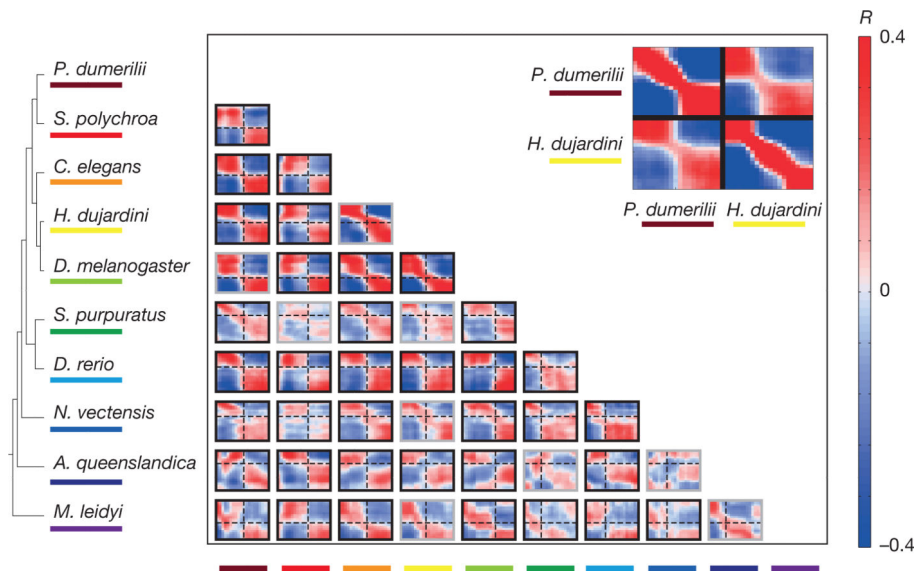 R
0.4
P. dumerilii
S. polychroa
C. elegans
H. dujardini
D. melanogaster
S. purpuratus
D. rerio
N. vectensis
A. queenslandica
M. leidyi
P. dumerilii
H. dujardini
P. dumerilii H. dujardini
0
–0.4